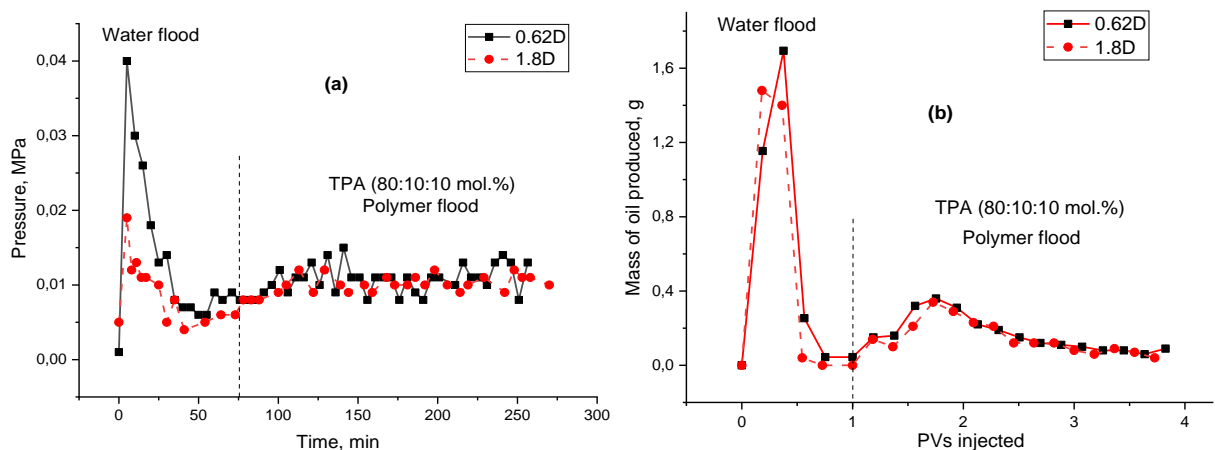 Water flood
0.62D
1.8D
(a)
TPA (80:10:10 mol.%)
Polymer flood
0,04
0,03
0,02
0,01
0,00
Pressure, MPa
0
50
100
150
200
250
300
Time, min
Water flood
0.62D
1.8D
(b)
TPA (80:10:10 mol.%)
Polymer flood
1,6
1,2
0,8
0,4
0,0
Mass of oil produced, g
0
1
2
3
4
PVs injected